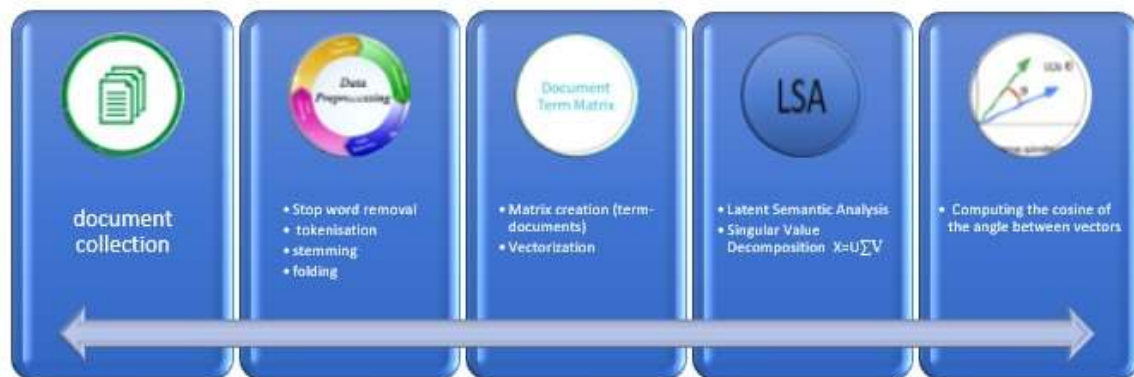 document
collection
Data
Preprocessing
• Stop word removal
• tokenisation
• stemming
• folding
Document
Term Matrix
• Matrix creation (term-
documents)
• Vectorization
LSA
• Latent Semantic Analysis
• Singular Value
Decomposition X=U∑V
• Computing the cosine of
the angle between vectors